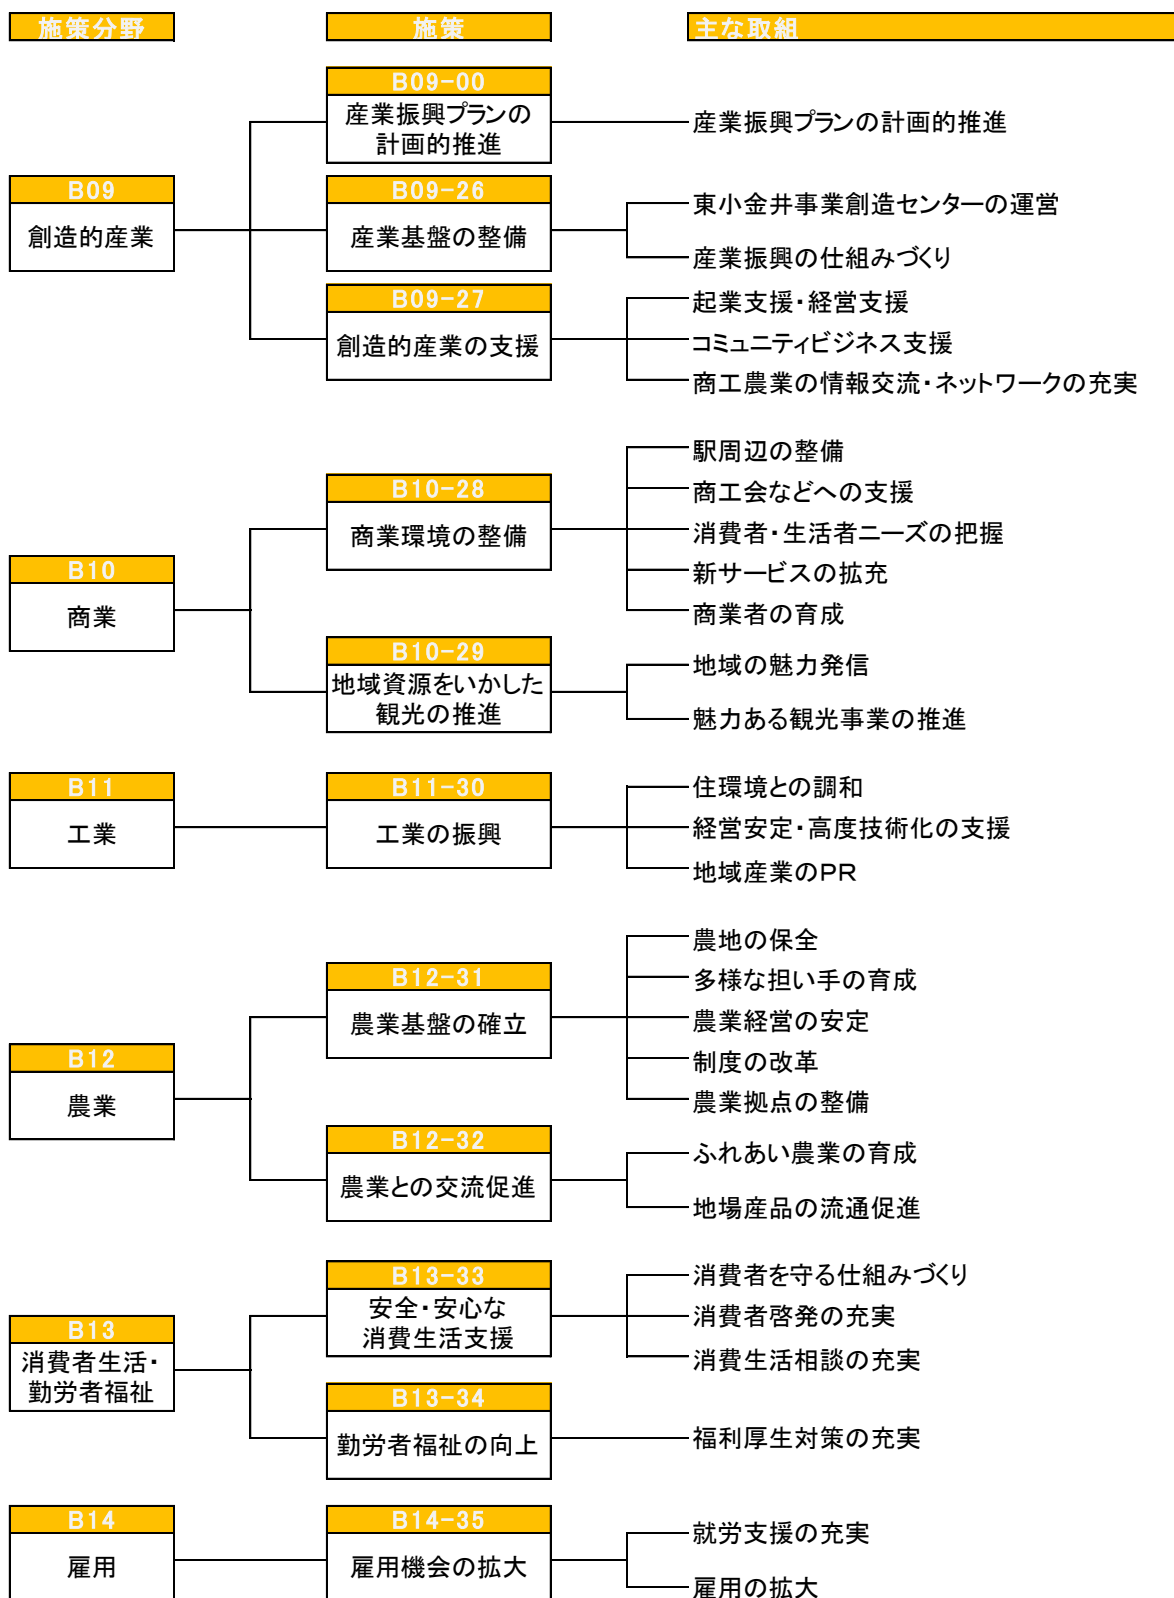 施策分野
施策
主な取組
B09-00
産業振興プランの
計画的推進
産業振興プランの計画的推進
B09
創造的産業
B09-26
産業基盤の整備
東小金井事業創造センターの運営
産業振興の仕組みづくり
B09-27
創造的産業の支援
起業支援・経営支援
コミュニティビジネス支援
商工農業の情報交流・ネットワークの充実
B10
商業
B10-28
商業環境の整備
駅周辺の整備
商工会などへの支援
消費者・生活者ニーズの把握
新サービスの拡充
商業者の育成
B10-29
地域資源をいかした
観光の推進
地域の魅力発信
魅力ある観光事業の推進
B11
工業
B11-30
工業の振興
住環境との調和
経営安定・高度技術化の支援
地域産業のPR
B12
農業
B12-31
農業基盤の確立
農地の保全
多様な担い手の育成
農業経営の安定
制度の改革
農業拠点の整備
B12-32
農業との交流促進
ふれあい農業の育成
地場産品の流通促進
B13
消費者生活・
勤労者福祉
B13-33
安全・安心な
消費生活支援
消費者を守る仕組みづくり
消費者啓発の充実
消費生活相談の充実
B13-34
勤労者福祉の向上
福利厚生対策の充実
B14
雇用
B14-35
雇用機会の拡大
就労支援の充実
雇用の拡大